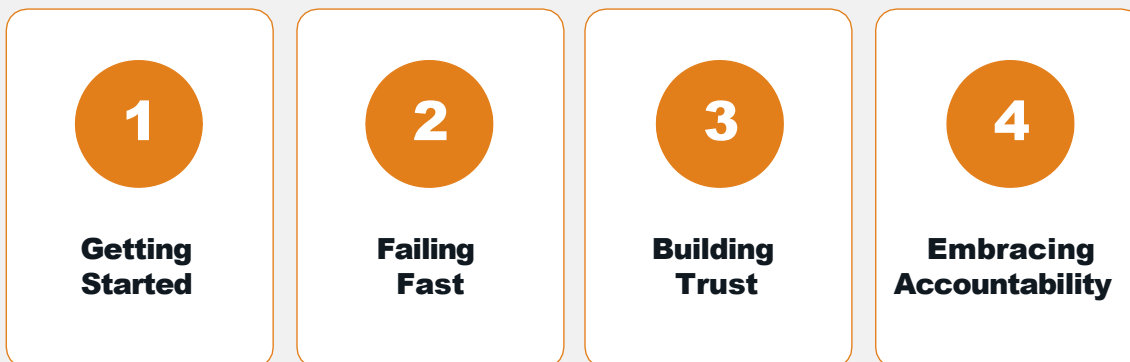 1
Getting
Started
2
Failing
Fast
3
Building
Trust
4
Embracing
Accountability